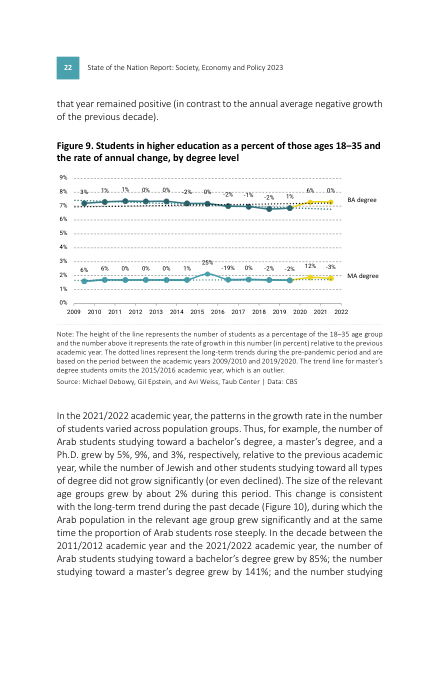 22
State of the Nation Report: Society, Economy and Policy 2023
that year remained positive (in contrast to the annual average negative growth
of the previous decade).
Figure 9. Students in higher education as a percent of those ages 18–35 and
the rate of annual change, by degree level
9%
8%
3% 1% 1% 0% 0% -2% 0% -2% -1% -2% 1% 6% 0%
BA degree
7%
6%
5%
4%
3%
6% 6% 0% 0% 0% 1% 25% -19% 0% -2% -2% 12% -3%
MA degree
2%
1%
0%
2009 2010 2011 2012 2013 2014 2015 2016 2017 2018 2019 2020 2021 2022
Note: The height of the line represents the number of students as a percentage of the 18–35 age group
and the number above it represents the rate of growth in this number (in percent) relative to the previous
academic year. The dotted lines represent the long-term trends during the pre-pandemic period and are
based on the period between the academic years 2009/2010 and 2019/2020. The trend line for master's
degree students omits the 2015/2016 academic year, which is an outlier.
Source: Michael Debowy, Gil Epstein, and Avi Weiss, Taub Center | Data: CBS
In the 2021/2022 academic year, the patterns in the growth rate in the number
of students varied across population groups. Thus, for example, the number of
Arab students studying toward a bachelor's degree, a master's degree, and a
Ph.D. grew by 5%, 9%, and 3%, respectively, relative to the previous academic
year, while the number of Jewish and other students studying toward all types
of degree did not grow significantly (or even declined). The size of the relevant
age groups grew by about 2% during this period. This change is consistent
with the long-term trend during the past decade (Figure 10), during which the
Arab population in the relevant age group grew significantly and at the same
time the proportion of Arab students rose steeply. In the decade between the
2011/2012 academic year and the 2021/2022 academic year, the number of
Arab students studying toward a bachelor's degree grew by 85%; the number
studying toward a master's degree grew by 141%; and the number studying